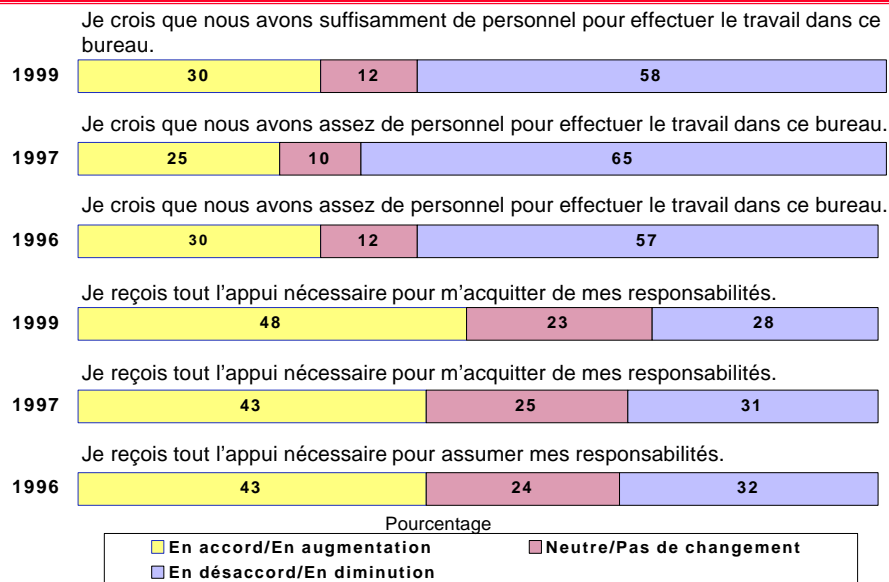 Je crois que nous avons suffisamment de personnel pour effectuer le travail dans ce
bureau.
1999 30 12 58
Je crois que nous avons assez de personnel pour effectuer le travail dans ce bureau.
1997 25 10 65
Je crois que nous avons assez de personnel pour effectuer le travail dans ce bureau.
1996 30 12 57
Je reçois tout l'appui nécessaire pour m'acquitter de mes responsabilités.
1999 48 23 28
Je reçois tout l'appui nécessaire pour m'acquitter de mes responsabilités.
1997 43 25 31
Je reçois tout l'appui nécessaire pour assumer mes responsabilités.
1996 43 24 32
Pourcentage
En accord/En augmentation Neutre/Pas de changement
En désaccord/En diminution